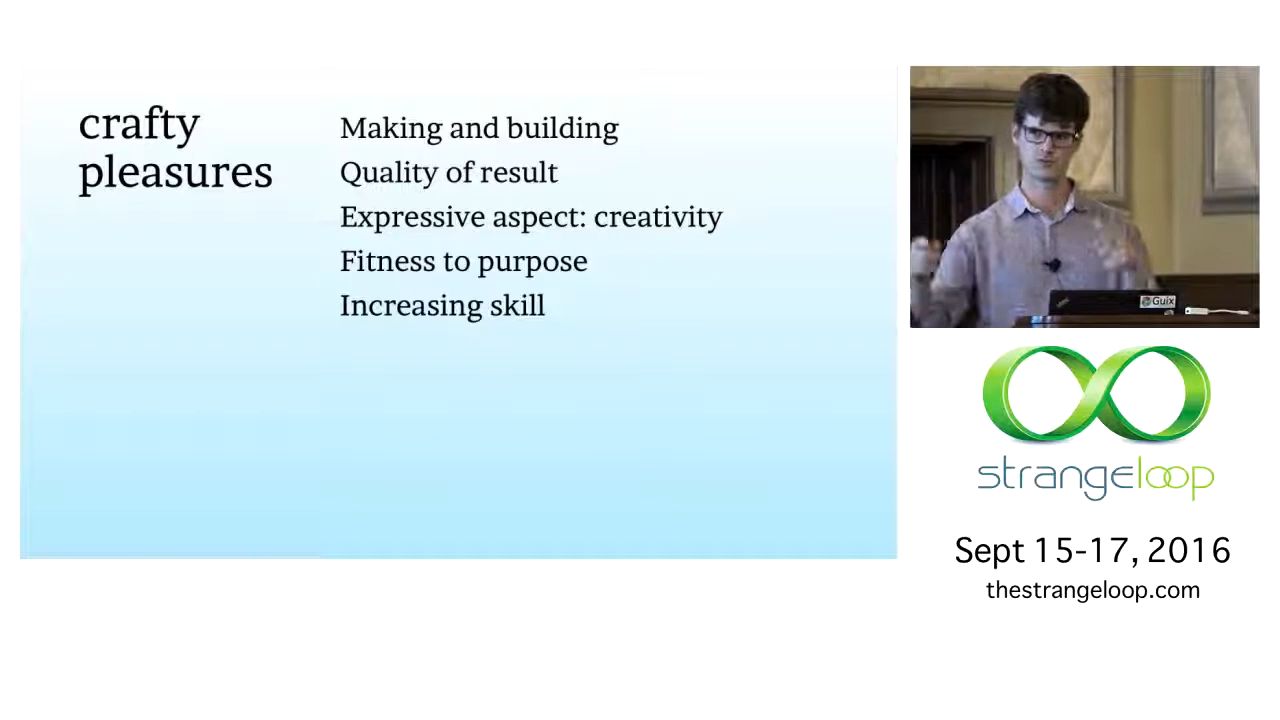 crafty
pleasures
Making and building
Quality of result
Expressive aspect: creativity
Fitness to purpose
Increasing skill
Guix
strangeloop
Sept 15-17, 2016
thestrangeloop.com